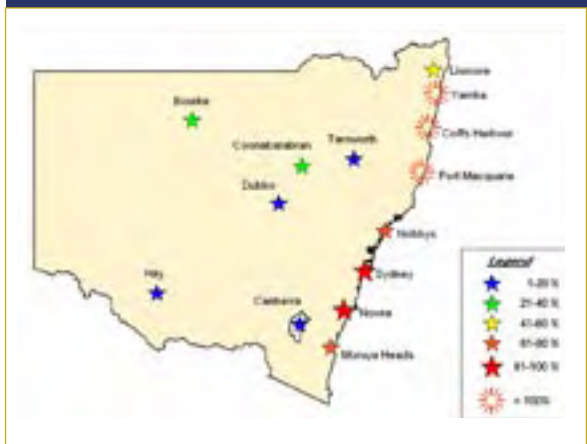 Lismore
Yamba
Bourke
Coffs Harbour
Tamworth
Coonabarabran
Port Macquarie
Dubbo
Nobbys
Legend
Sydney
1-20 %
Hay
21-40 %
Canberra
Nowra
41-60 %
61-80 %
Moruya Heads
81-100 %
> 100%